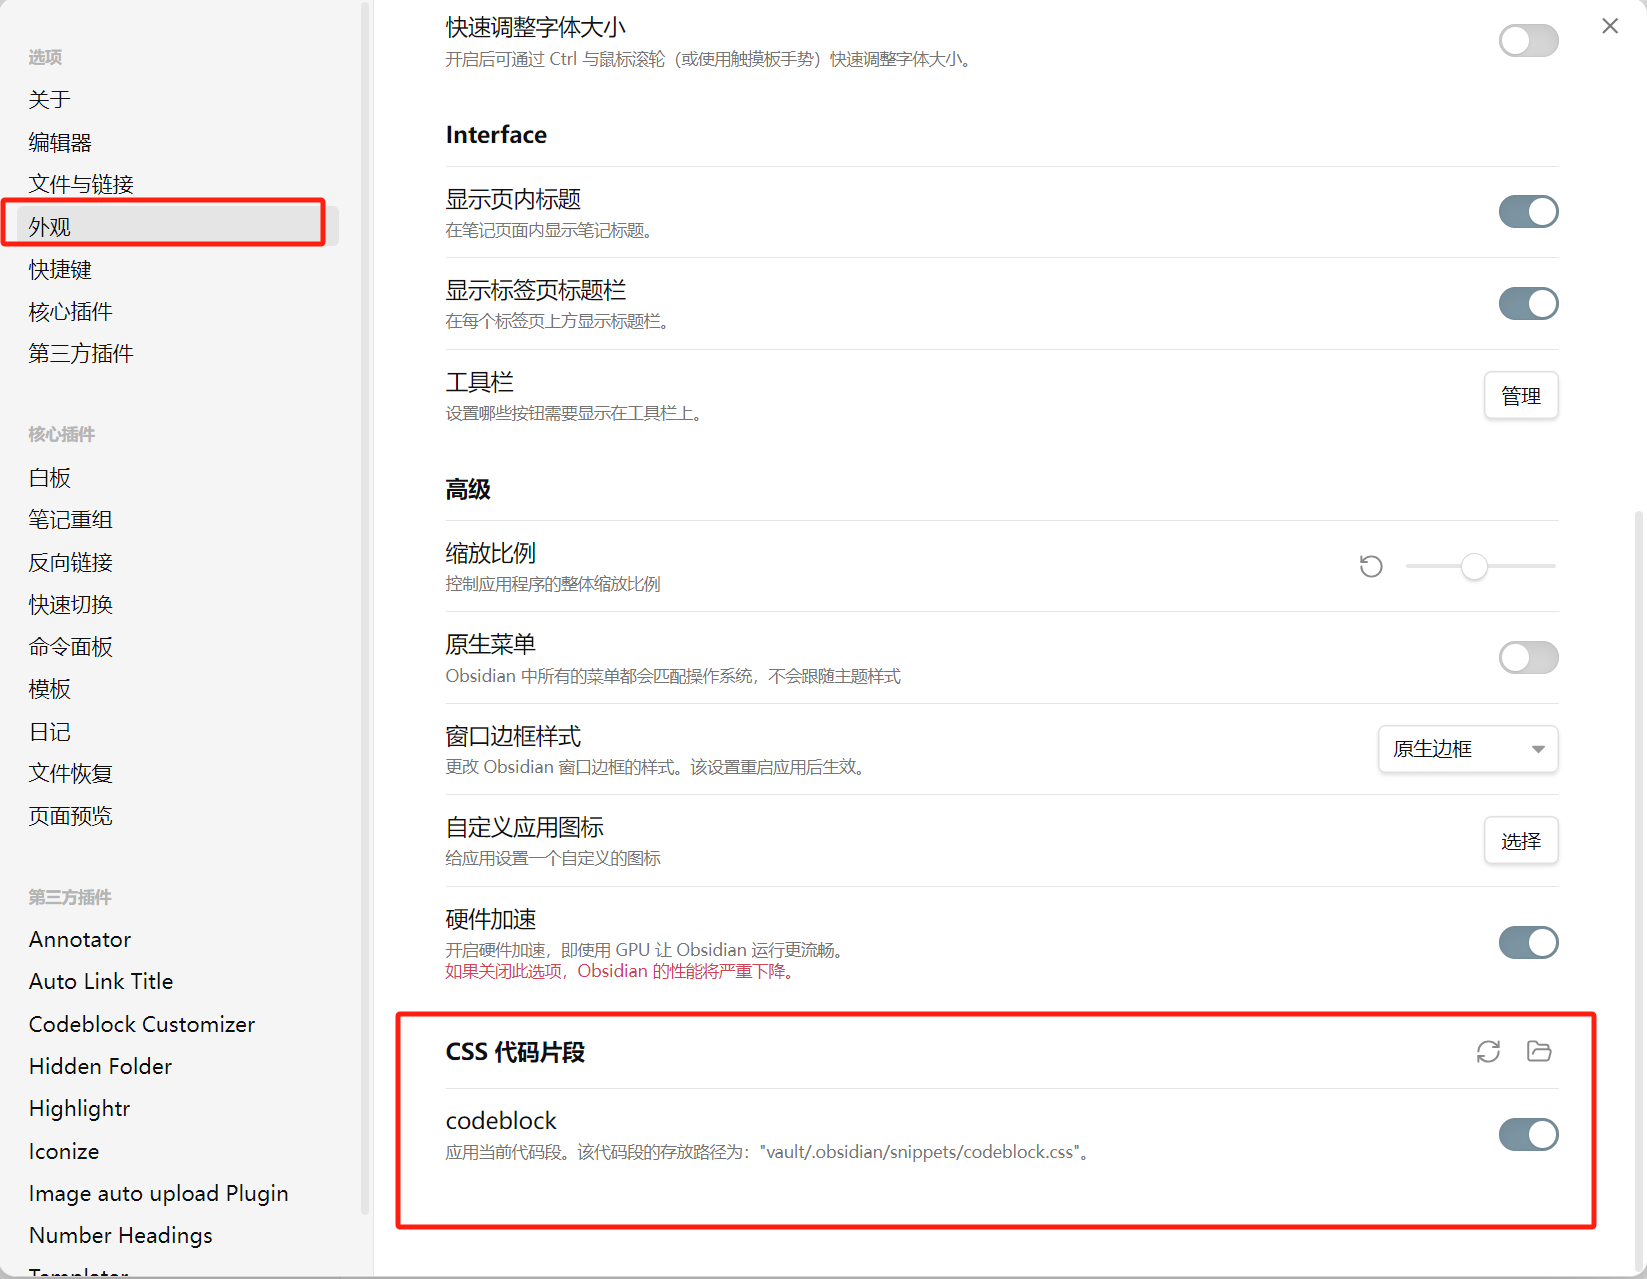 选项
关于
编辑器
文件与链接
外观
快捷键
核心插件
第三方插件
核心插件
白板
笔记重组
反向链接
快速切换
命令面板
模板
日记
文件恢复
页面预览
第三方插件
Annotator
Auto Link Title
Codeblock Customizer
Hidden Folder
Highlightr
Iconize
Image auto upload Plugin
Number Headings
快速调整字体大小
开启后可通过 Ctrl 与鼠标滚轮（或使用触摸板手势）快速调整字体大小。
Interface
显示页内标题
在笔记页面内显示笔记标题。
显示标签页标题栏
在每个标签页上方显示标题栏。
工具栏
设置哪些按钮需要显示在工具栏上。
管理
高级
缩放比例
控制应用程序的整体缩放比例
原生菜单
Obsidian 中所有的菜单都会匹配操作系统，不会跟随主题样式
窗口边框样式
更改 Obsidian 窗口边框的样式。该设置重启应用后生效。
原生边框
自定义应用图标
给应用设置一个自定义的图标
选择
硬件加速
开启硬件加速，即使用 GPU 让 Obsidian 运行更流畅。
如果关闭此选项，Obsidian 的性能将严重下降。
CSS 代码片段
codeblock
应用当前代码段。该代码段的存放路径为："vault/.obsidian/snippets/codeblock.css"。